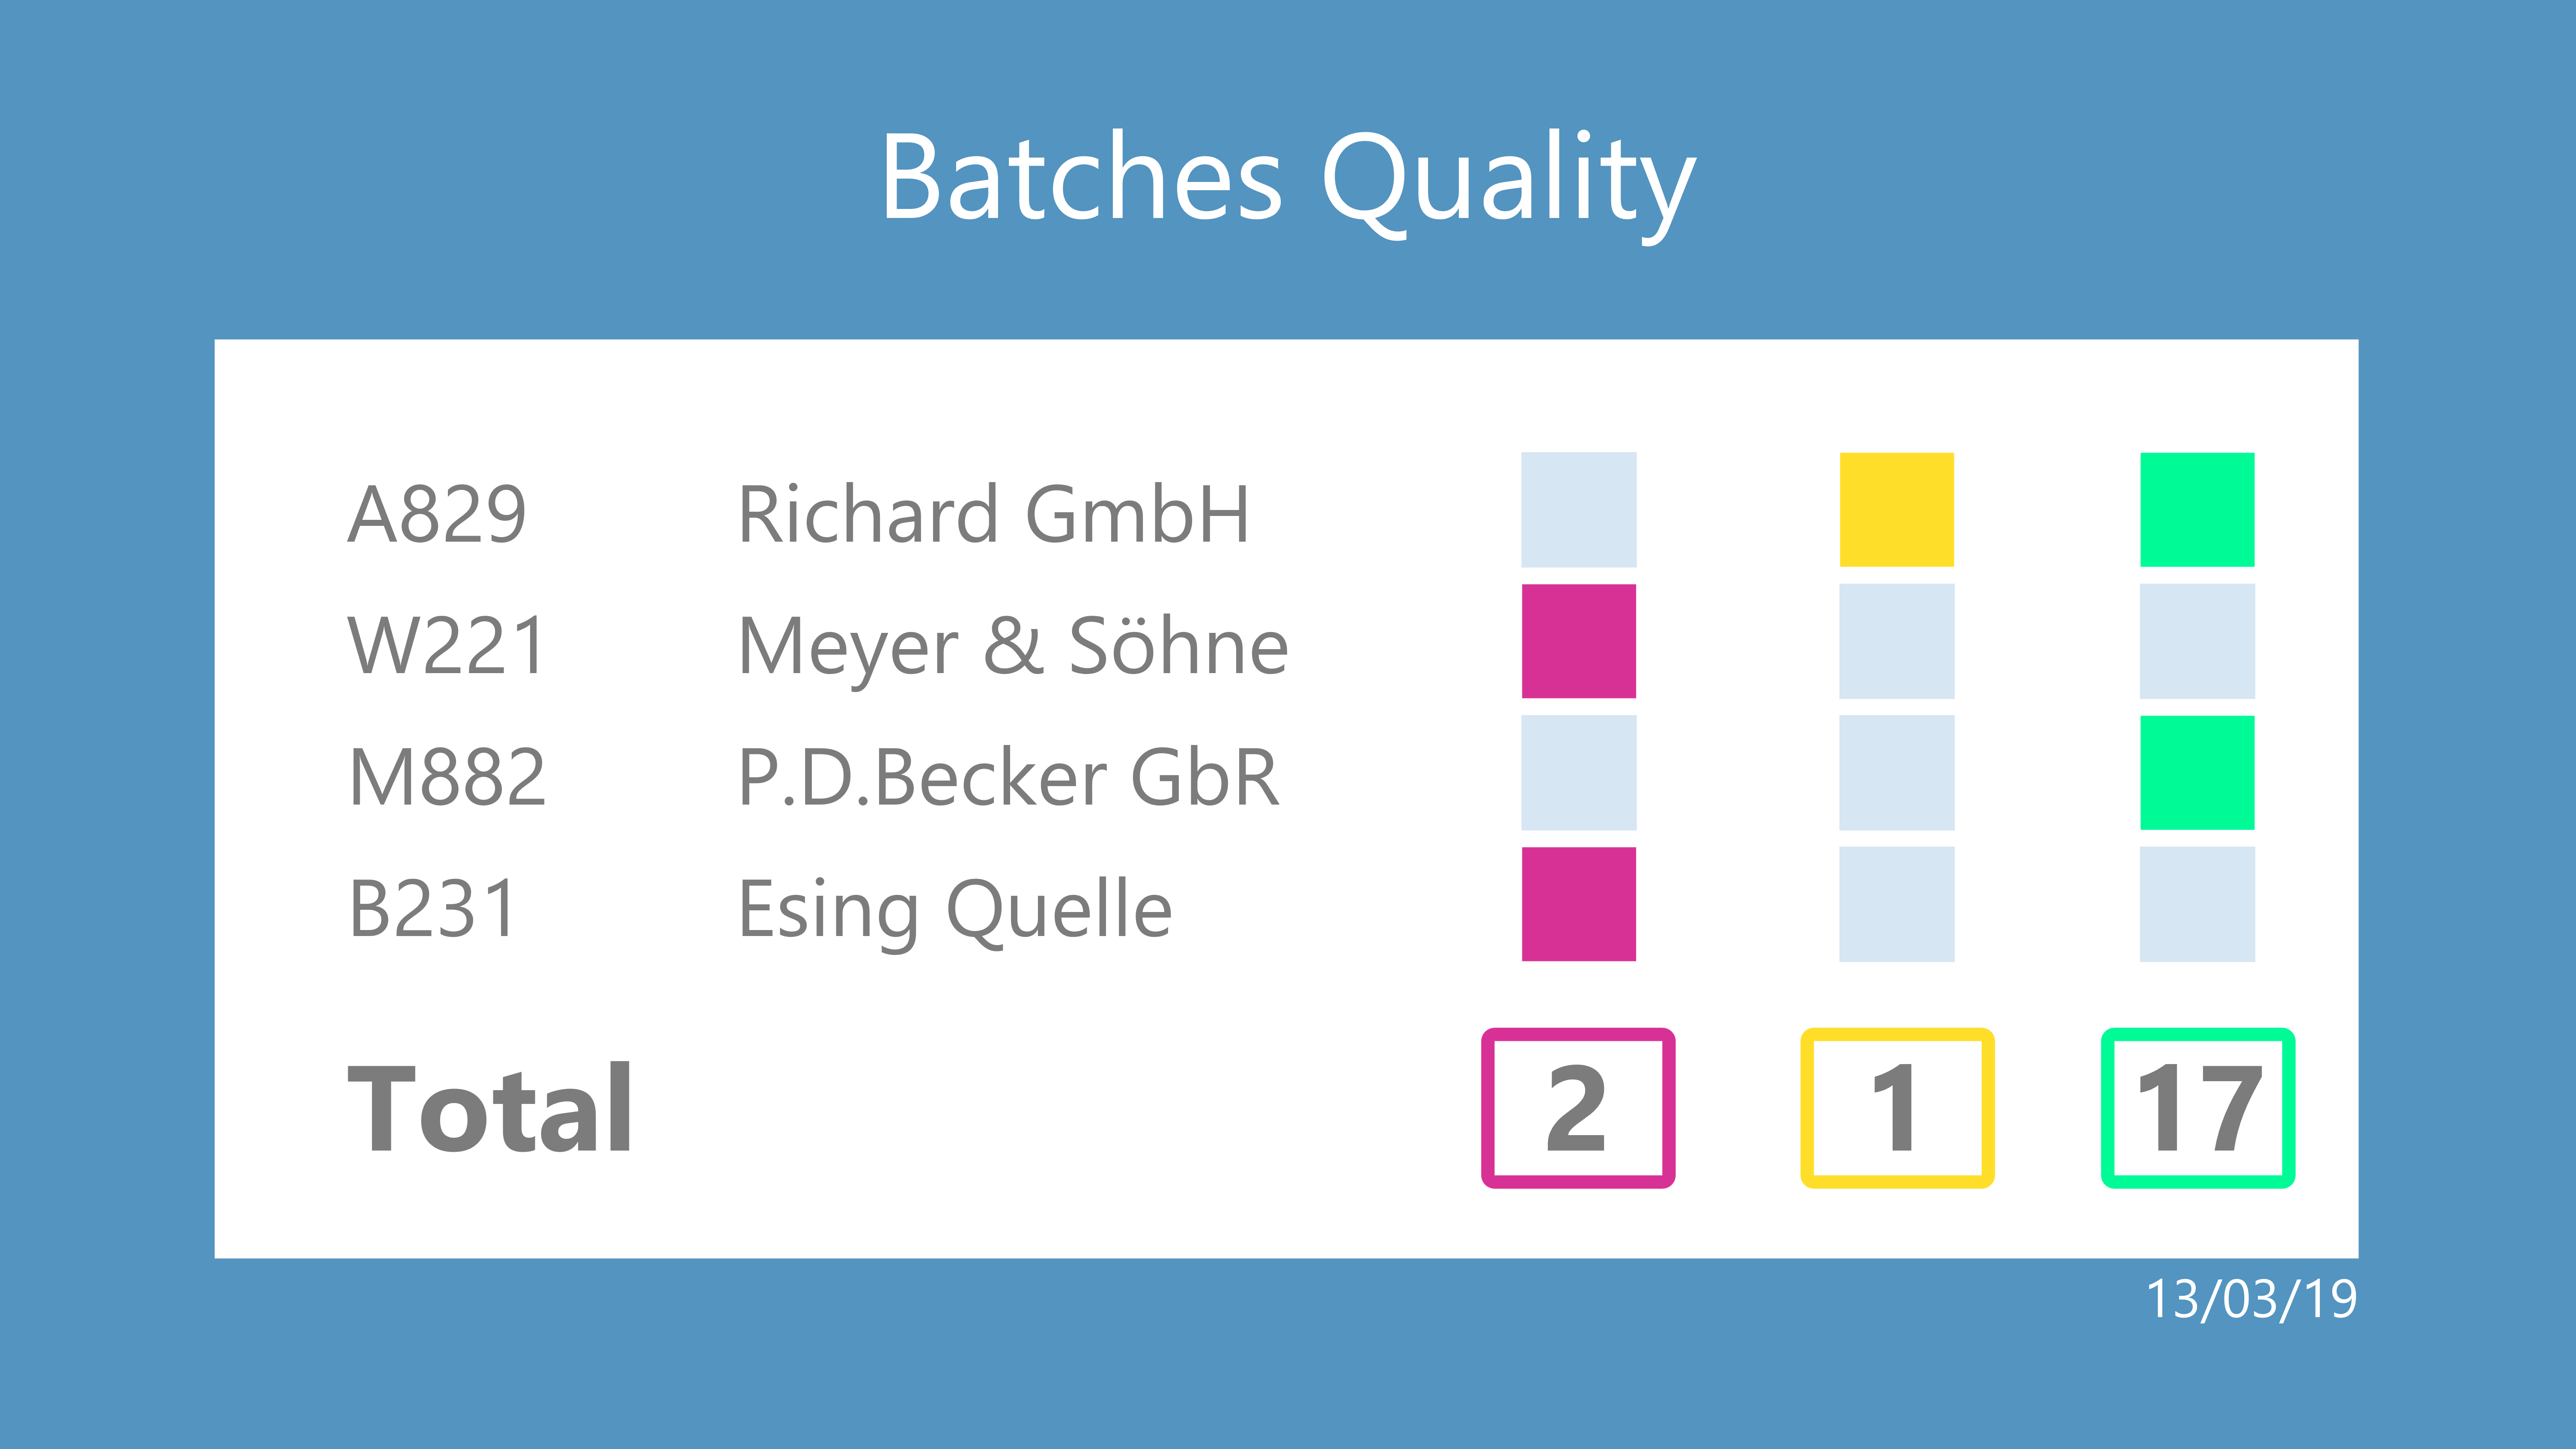 Batches Quality
A829 Richard GmbH
W221 Meyer & Söhne
M882 P.D.Becker GbR
B231 Esing Quelle
Total 2 1 17
13/03/19